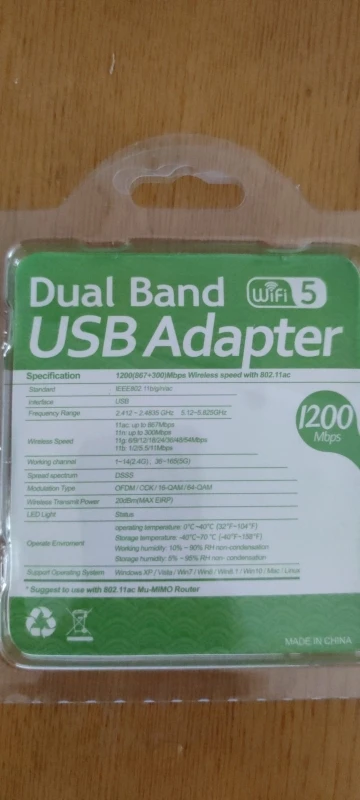 Dual Band WiFi 5
USB Adapter
Specification 1200(867+300)Mbps Wireless speed with 802.11ac
Standard IEEE802.11b/g/n/ac
Interface USB
Frequency Range 2.412 ~ 2.4835 GHz 5.12~5.825GHz
1200
Mbps
11ac: up to 867Mbps
11n: up to 300Mbps
Wireless Speed 11g: 6/9/12/18/24/36/48/54Mbps
11b: 1/2/5.5/11Mbps
Working channel 1~14(2.4G) , 36~165(5G)
Speed spectrum DSSS
Modulation Type OFDM / CCK / 16-QAM / 64-QAM
Wireless Transmit Power 20dBm(MAX EIRP)
LED Light Status
operating temperature: 0℃~40℃ (32℉~104℉)
Operate Storage temperature: -40℃~70 ℃ (-40℉~158℉)
Working humidity: 10% ~ 90% RH non-condensation
Storage humidity: 5% ~ 95% RH non- condensation
Support Operating System Windows XP / Vista / Win7 / Win8 / Win8.1 / Win10 / Mac / Linux
* Suggest to use with 802.11ac Mu-MIMO Router
MADE IN CHINA